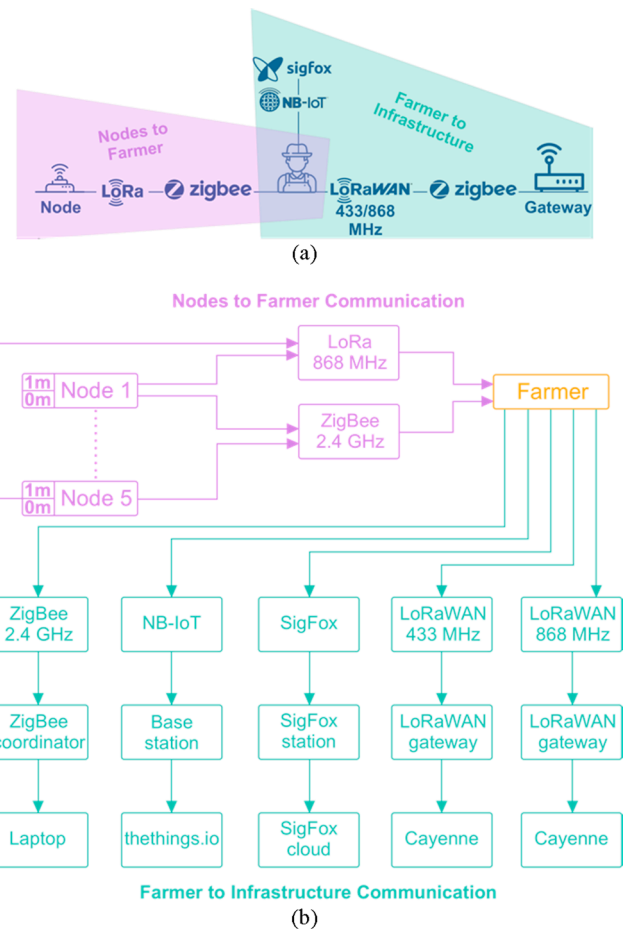 sigfox
NB-IoT
Nodes to
Farmer
Farmer to
Infrastructure
Node
LoRa
zigbee
LoRaWAN
433/868
MHz
zigbee
Gateway
(a)
Nodes to Farmer Communication
LoRa
868 MHz
1m
0m
Node 1
Farmer
ZigBee
2.4 GHz
1m
0m
Node 5
ZigBee
2.4 GHz
NB-IoT
SigFox
LoRaWAN
433 MHz
LoRaWAN
868 MHz
ZigBee
coordinator
Base
station
SigFox
station
LoRaWAN
gateway
LoRaWAN
gateway
Laptop
thethings.io
SigFox
cloud
Cayenne
Cayenne
Farmer to Infrastructure Communication
(b)